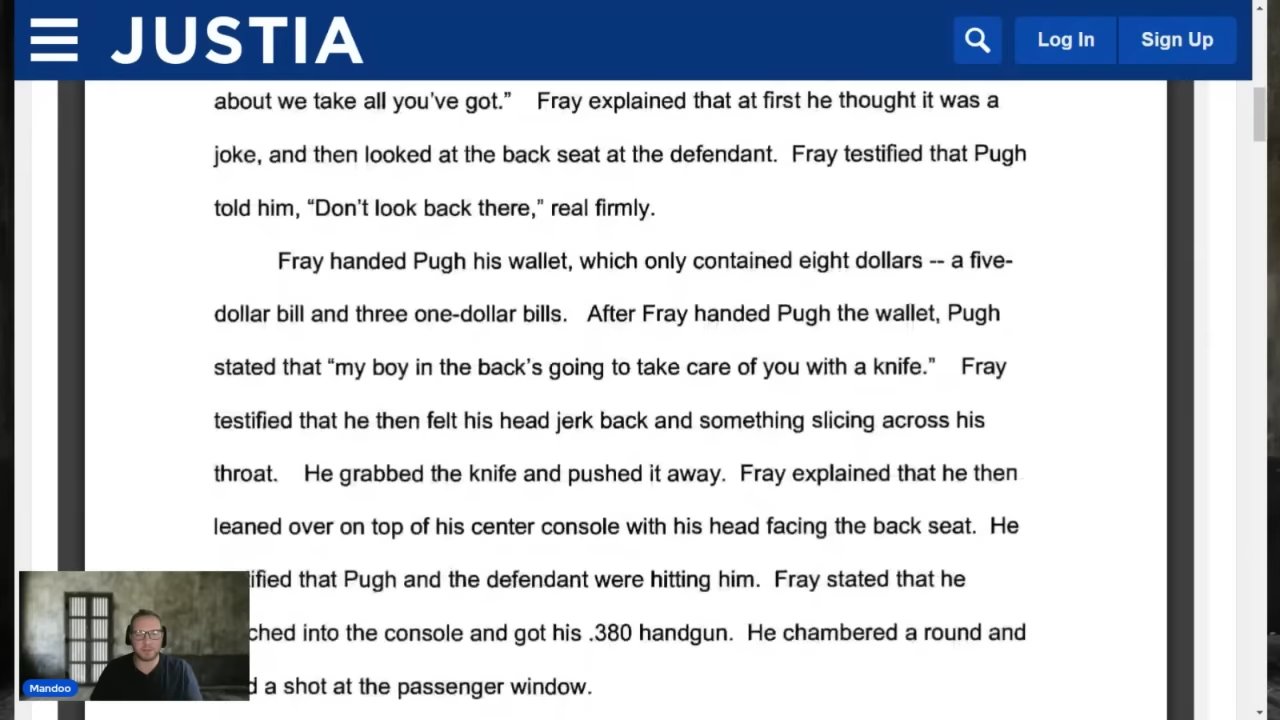 JUSTIA
Log In
Sign Up
about we take all you’ve got.” Fray explained that at first he thought it was a
joke, and then looked at the back seat at the defendant. Fray testified that Pugh
told him, “Don’t look back there,” real firmly.
Fray handed Pugh his wallet, which only contained eight dollars -- a five-
dollar bill and three one-dollar bills. After Fray handed Pugh the wallet, Pugh
stated that “my boy in the back’s going to take care of you with a knife.” Fray
testified that he then felt his head jerk back and something slicing across his
throat. He grabbed the knife and pushed it away. Fray explained that he then
leaned over on top of his center console with his head facing the back seat. He
ified that Pugh and the defendant were hitting him. Fray stated that he
ched into the console and got his .380 handgun. He chambered a round and
d a shot at the passenger window.
Mandoo